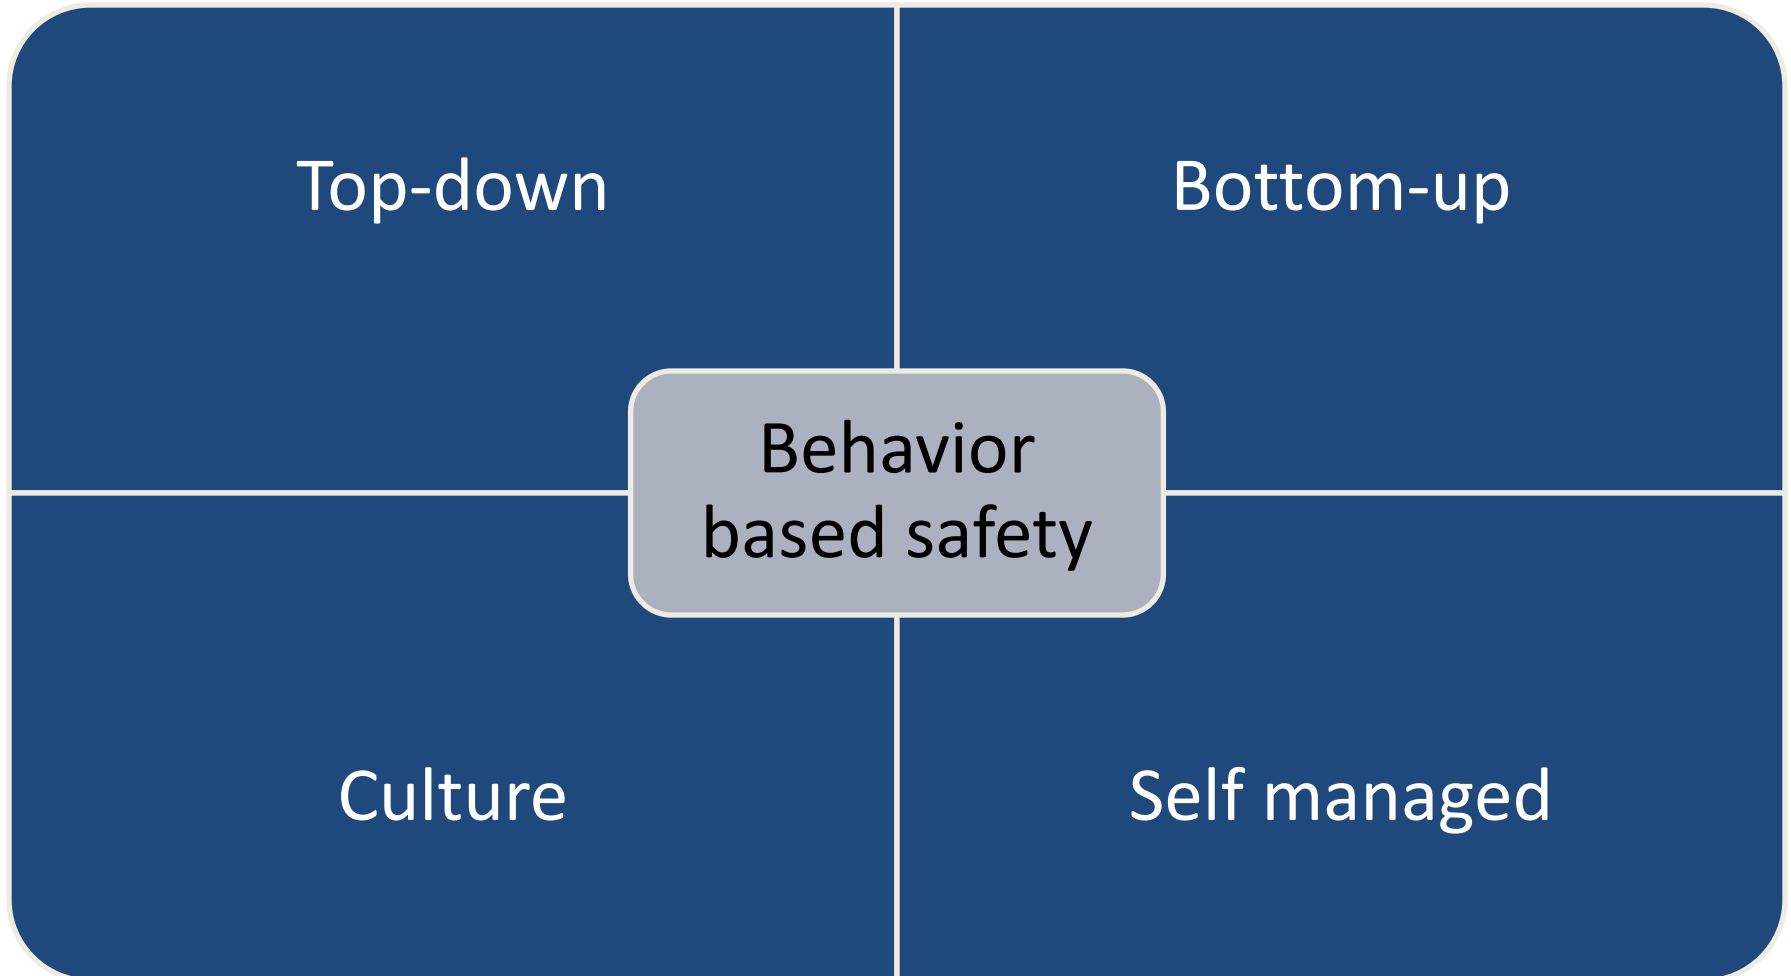 Top-down
Bottom-up
Behavior
based safety
Culture
Self managed